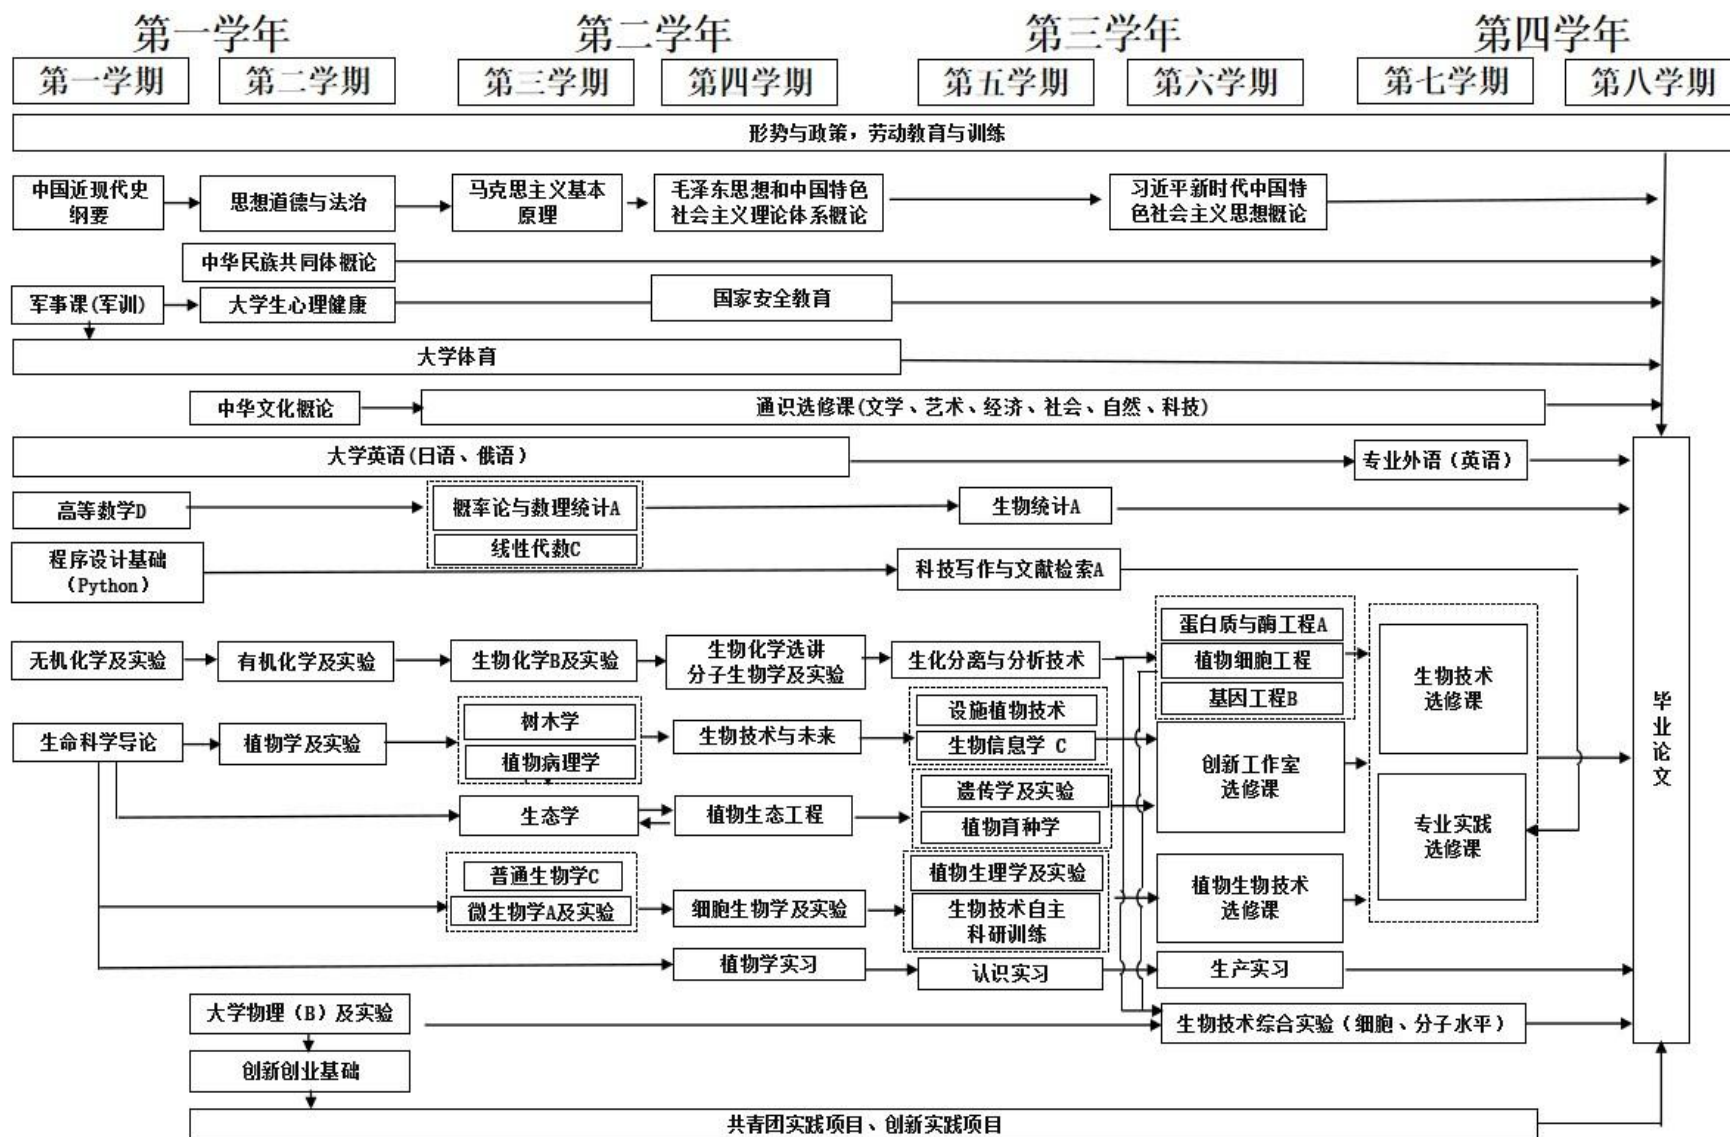 第一学年
第二学年
第三学年
第四学年
第一学期
第二学期
第三学期
第四学期
第五学期
第六学期
第七学期
第八学期
形势与政策，劳动教育与训练
中国近现代史
纲要
思想道德与法治
马克思主义基本
原理
毛泽东思想和中国特色
社会主义理论体系概论
习近平新时代中国特
色社会主义思想概论
中华民族共同体概论
军事课(军训)
大学生心理健康
国家安全教育
大学体育
中华文化概论
通识选修课(文学、艺术、经济、社会、自然、科技)
大学英语(日语、俄语)
专业外语（英语）
高等数学D
概率论与数理统计A
线性代数C
生物统计A
程序设计基础
（Python）
科技写作与文献检索A
无机化学及实验
有机化学及实验
生物化学B及实验
生物化学选讲
分子生物学及实验
生化分离与分析技术
蛋白质与酶工程A
植物细胞工程
基因工程B
生物技术
选修课
毕业论文
生命科学导论
植物学及实验
树木学
植物病理学
生物技术与未来
设施植物技术
生物信息学 C
创新工作室
选修课
生态学
植物生态工程
遗传学及实验
植物育种学
专业实践
选修课
普通生物学C
微生物学A及实验
细胞生物学及实验
植物生理学及实验
生物技术自主
科研训练
植物生物技术
选修课
植物学实习
认识实习
生产实习
大学物理（B）及实验
生物技术综合实验（细胞、分子水平）
创新创业基础
共青团实践项目、创新实践项目